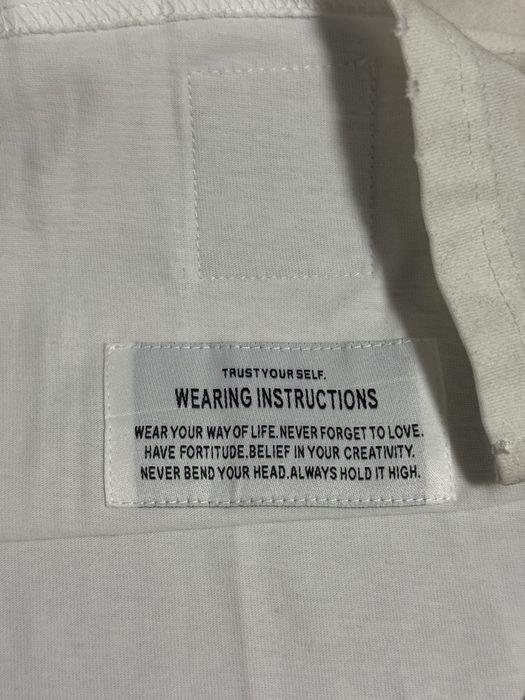 TRUST YOUR SELF.
WEARING INSTRUCTIONS
WEAR YOUR WAY OF LIFE.NEVER FORGET TO LOVE.
HAVE FORTITUDE.BELIEF IN YOUR CREATIVITY.
NEVER BEND YOUR HEAD.ALWAYS HOLD IT HIGH.